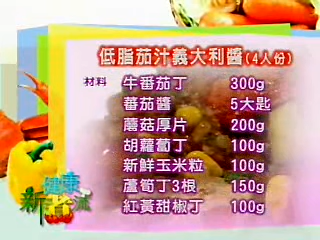 低脂茄汁義大利醬(4人份)
材料
牛番茄丁 300g
蕃茄醬 5大匙
蘑菇厚片 200g
胡蘿蔔丁 100g
新鮮玉米粒 100g
蘆筍丁3根 150g
紅黃甜椒丁 100g
健康
新